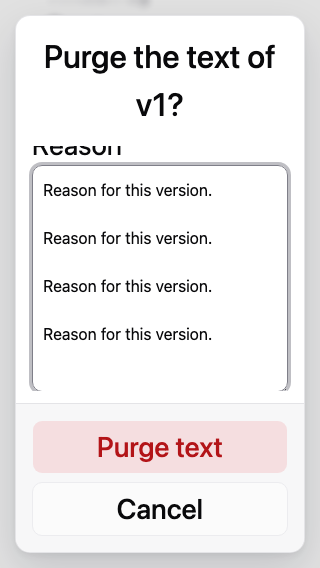 Purge the text of
v1?
Reason
Reason for this version.
Reason for this version.
Reason for this version.
Reason for this version.
Purge text
Cancel